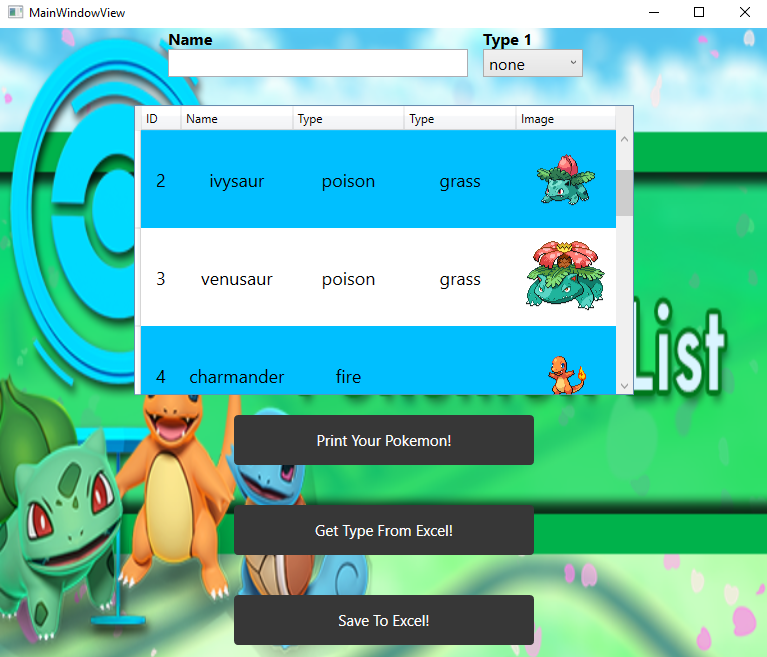 MainWindowView
Name Type 1
none
ID Name Type Type Image
2 ivysaur poison grass
3 venusaur poison grass
List
4 charmander fire
Print Your Pokemon!
Get Type From Excel!
Save To Excel!